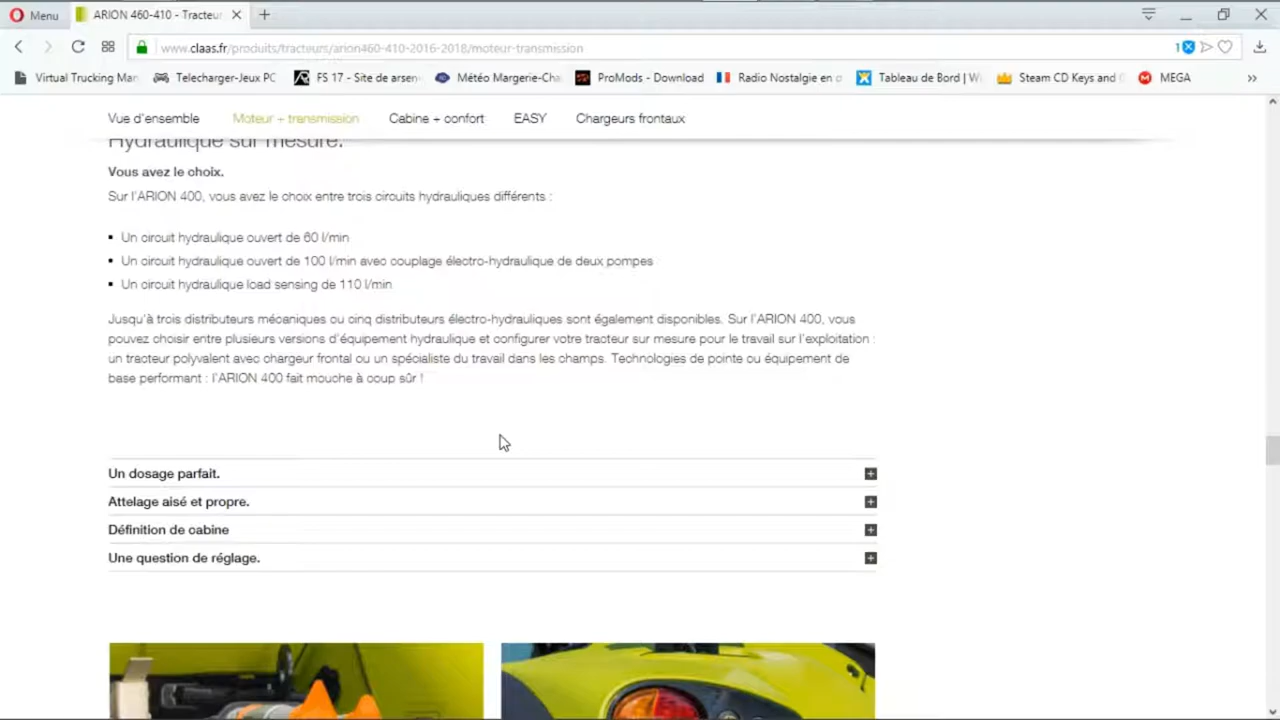 Menu
ARION 460-410 - Tracteur
www.claas.fr/produits/tracteurs/arion460-410-2016-2018/moteur-transmission
1
Virtual Trucking Man
Telecharger-Jeux PC
FS 17 - Site de arsen
Météo Margerie-Cha
ProMods - Download
Radio Nostalgie en d
Tableau de Bord | W
Steam CD Keys and G
MEGA
Vue d'ensemble
Moteur + transmission
Cabine + confort
EASY
Chargeurs frontaux
Hydraulique sur mesure.
Vous avez le choix.
Sur l'ARION 400, vous avez le choix entre trois circuits hydrauliques différents :
▪ Un circuit hydraulique ouvert de 60 l/min
▪ Un circuit hydraulique ouvert de 100 l/min avec couplage électro-hydraulique de deux pompes
▪ Un circuit hydraulique load sensing de 110 l/min
Jusqu'à trois distributeurs mécaniques ou cinq distributeurs électro-hydrauliques sont également disponibles. Sur l'ARION 400, vous
pouvez choisir entre plusieurs versions d'équipement hydraulique et configurer votre tracteur sur mesure pour le travail sur l'exploitation :
un tracteur polyvalent avec chargeur frontal ou un spécialiste du travail dans les champs. Technologies de pointe ou équipement de
base performant : l'ARION 400 fait mouche à coup sûr !
Un dosage parfait.
Attelage aisé et propre.
Définition de cabine
Une question de réglage.